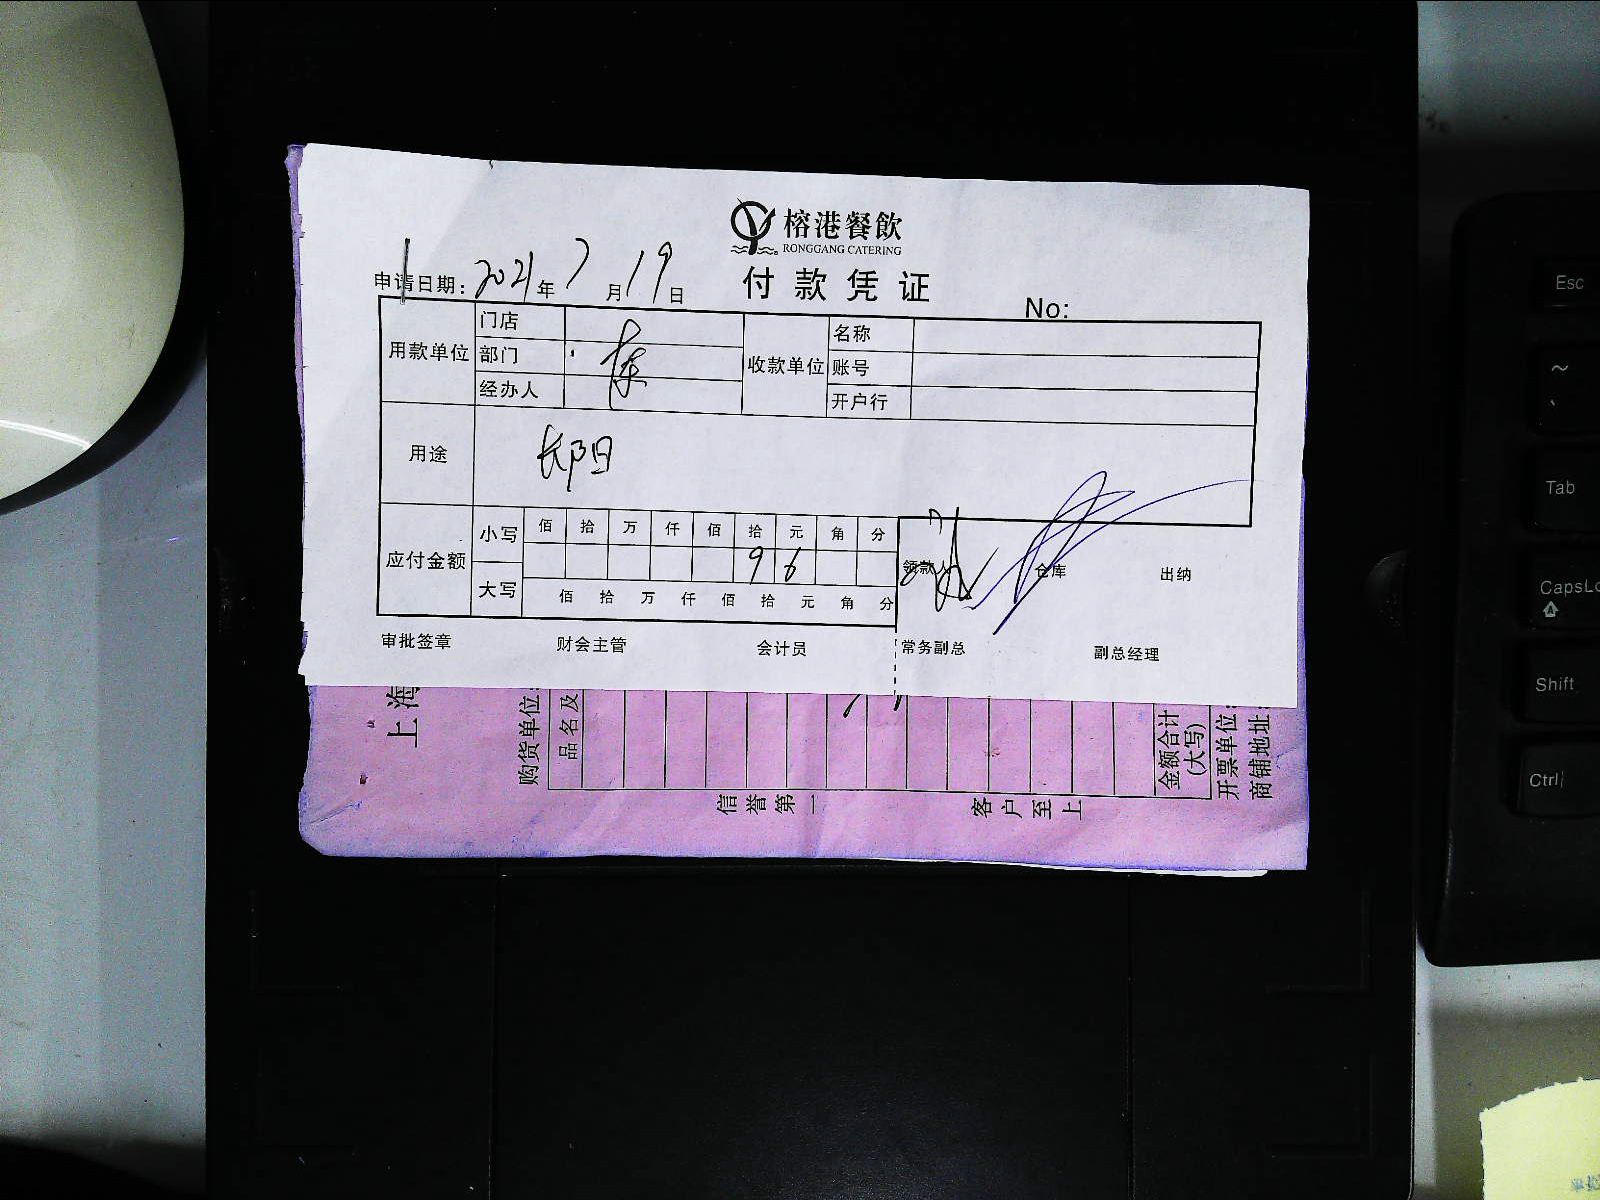 榕港餐飲
RONGGANG CATERING
付款凭证
申请日期: 2021年7月19日
No:
用款单位 门店 收款单位 名称
部门 账号
经办人 开户行
用途 长阳
应付金额 小写 佰 拾 万 仟 佰 拾 元 角 分
9 6
领款人 仓库 出纳
大写 佰 拾 万 仟 佰 拾 元 角 分
审批签章 财会主管 会计员 常务副总 副总经理
上海
购货单位:
品名及
金额合计
(大写)
开票单位:
商铺地址:
信誉第一 客户至上
Esc
~
Tab
CapsLo
Shift
Ctrl